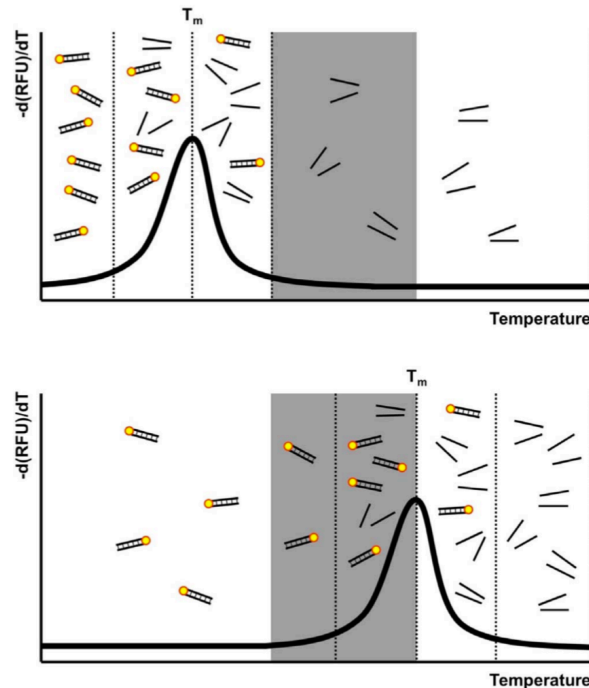 Tm
-d(RFU)/dT
Temperature
Tm
-d(RFU)/dT
Temperature